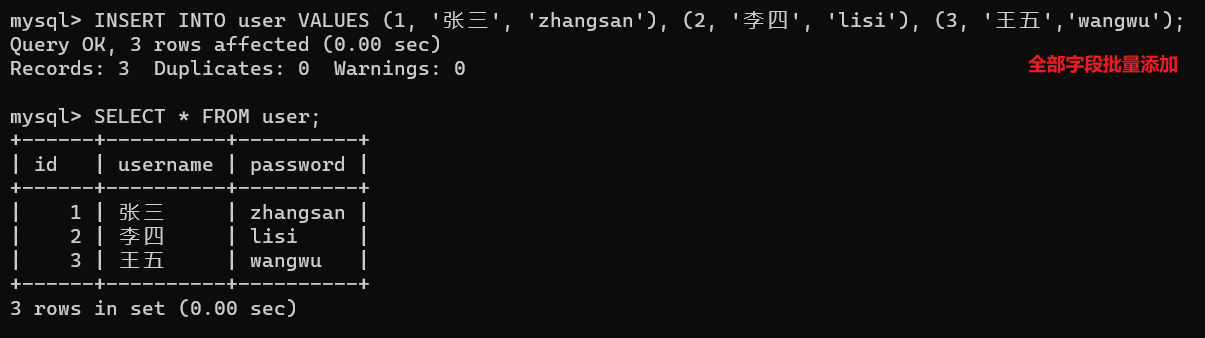 mysql> INSERT INTO user VALUES (1, '张三', 'zhangsan'), (2, '李四', 'lisi'), (3, '王五','wangwu');
Query OK, 3 rows affected (0.00 sec)
Records: 3  Duplicates: 0  Warnings: 0
全部字段批量添加
mysql> SELECT * FROM user;
+------+----------+----------+
| id   | username | password |
+------+----------+----------+
|    1 | 张三     | zhangsan |
|    2 | 李四     | lisi     |
|    3 | 王五     | wangwu   |
+------+----------+----------+
3 rows in set (0.00 sec)